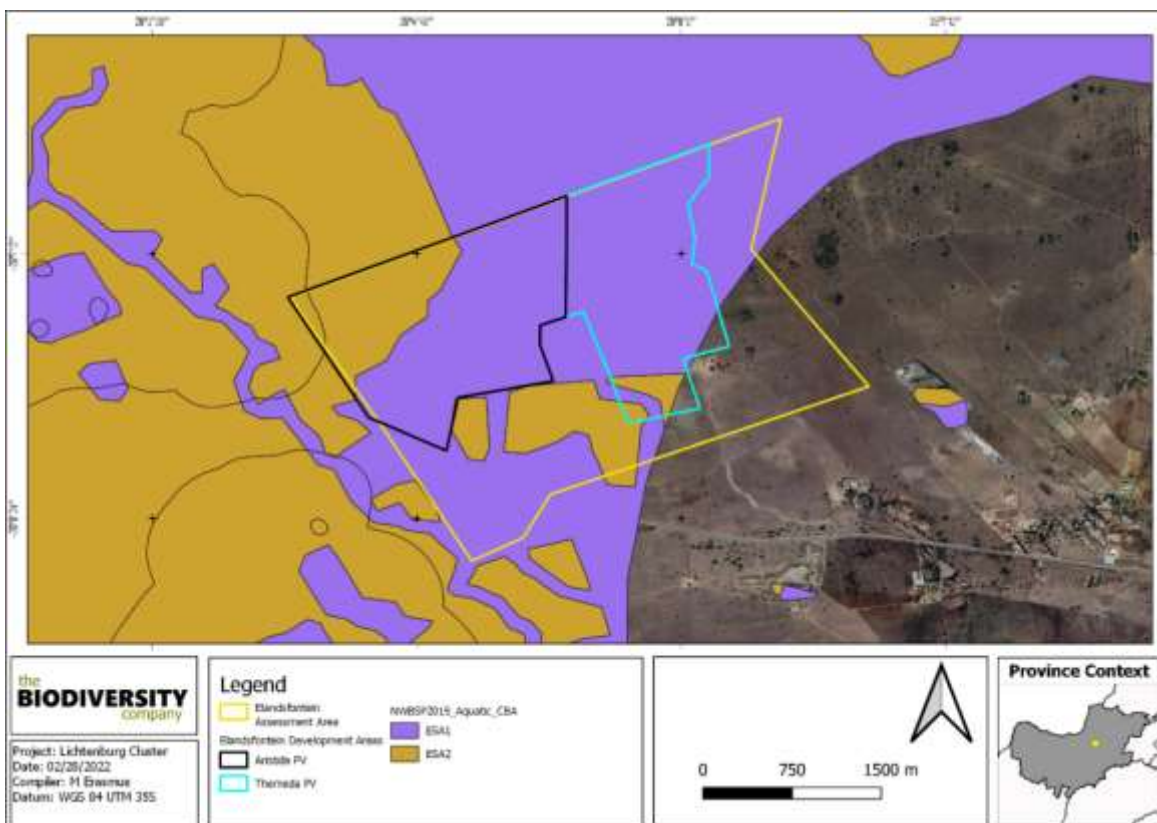 the
BIODIVERSITY
company
Project: Lichtenburg Cluster
Date: 02/28/2022
Compiler: M Erasmus
Datum: WGS 84 UTM 35S
Legend
Elandsfontein
Assessment Area
Elandsfontein Development Areas
Aristida PV
Themeda PV
NWBSP2015_Aquatic_CBA
ESA1
ESA2
0 750 1500 m
Province Context